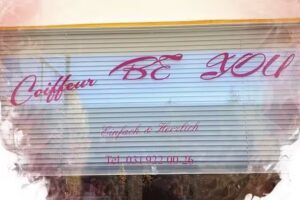 Coiffeur BE YOU
Einfach & Herzlich
Tel. 031 922 00 26